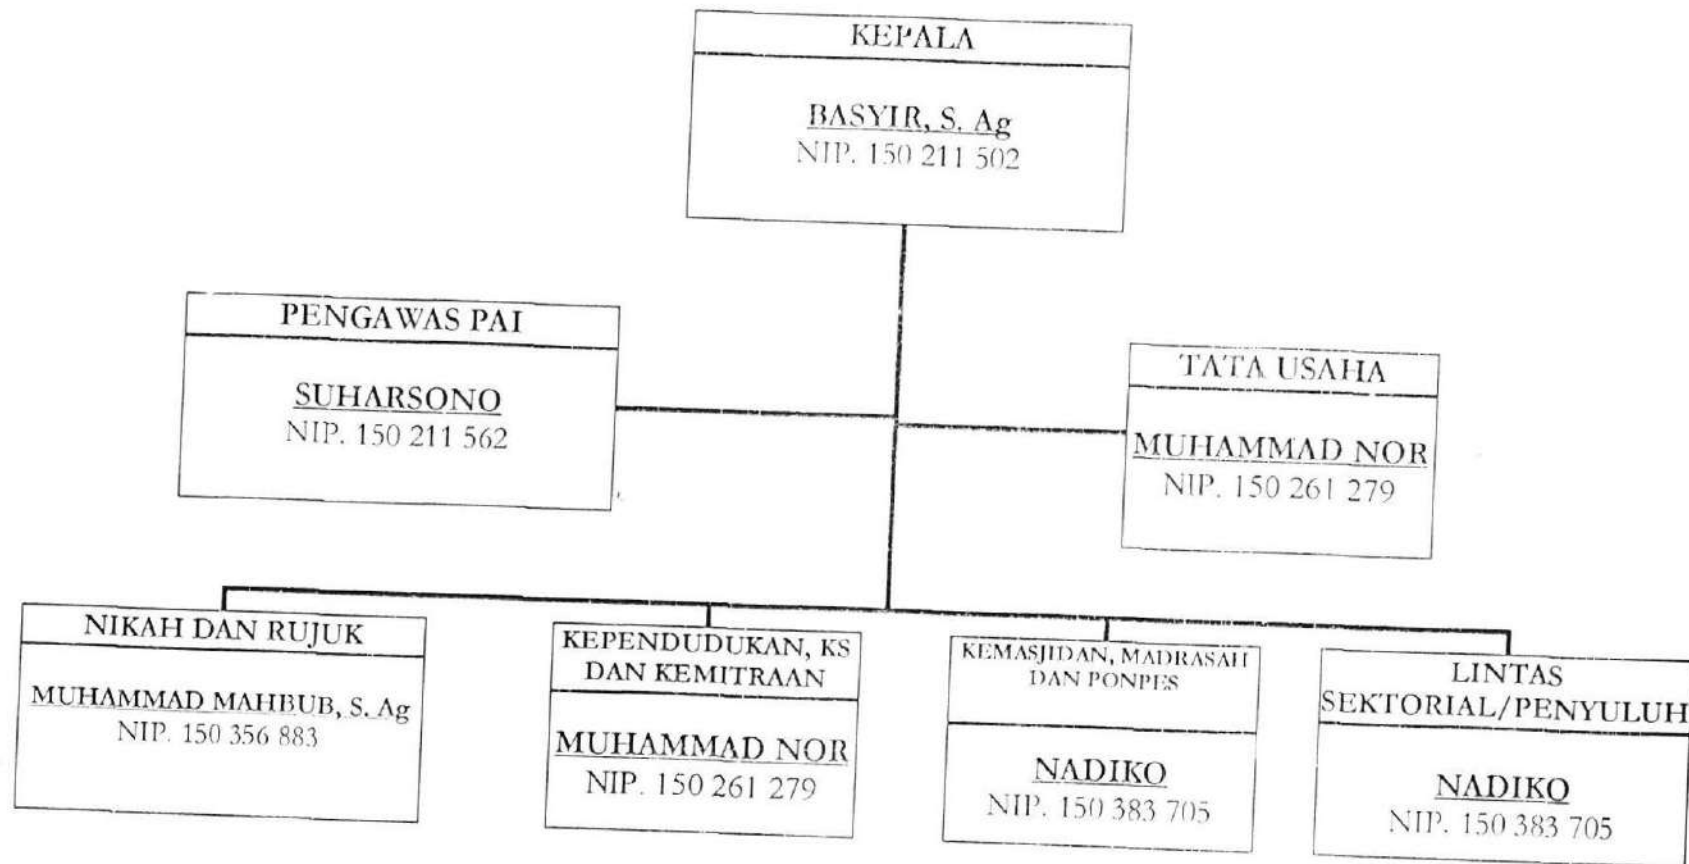 KEPALA
BASYIR, S. Ag
NIP. 150 211 502
PENGAWAS PAI
SUHARSONO
NIP. 150 211 562
TATA USAHA
MUHAMMAD NOR
NIP. 150 261 279
NIKAH DAN RUJUK
MUHAMMAD MAHBUB, S. Ag
NIP. 150 356 883
KEPENDUDUKAN, KS
DAN KEMITRAAN
MUHAMMAD NOR
NIP. 150 261 279
KEMASJIDAN, MADRASAH
DAN PONPES
NADIKO
NIP. 150 383 705
LINTAS
SEKTORIAL/PENYULUH
NADIKO
NIP. 150 383 705